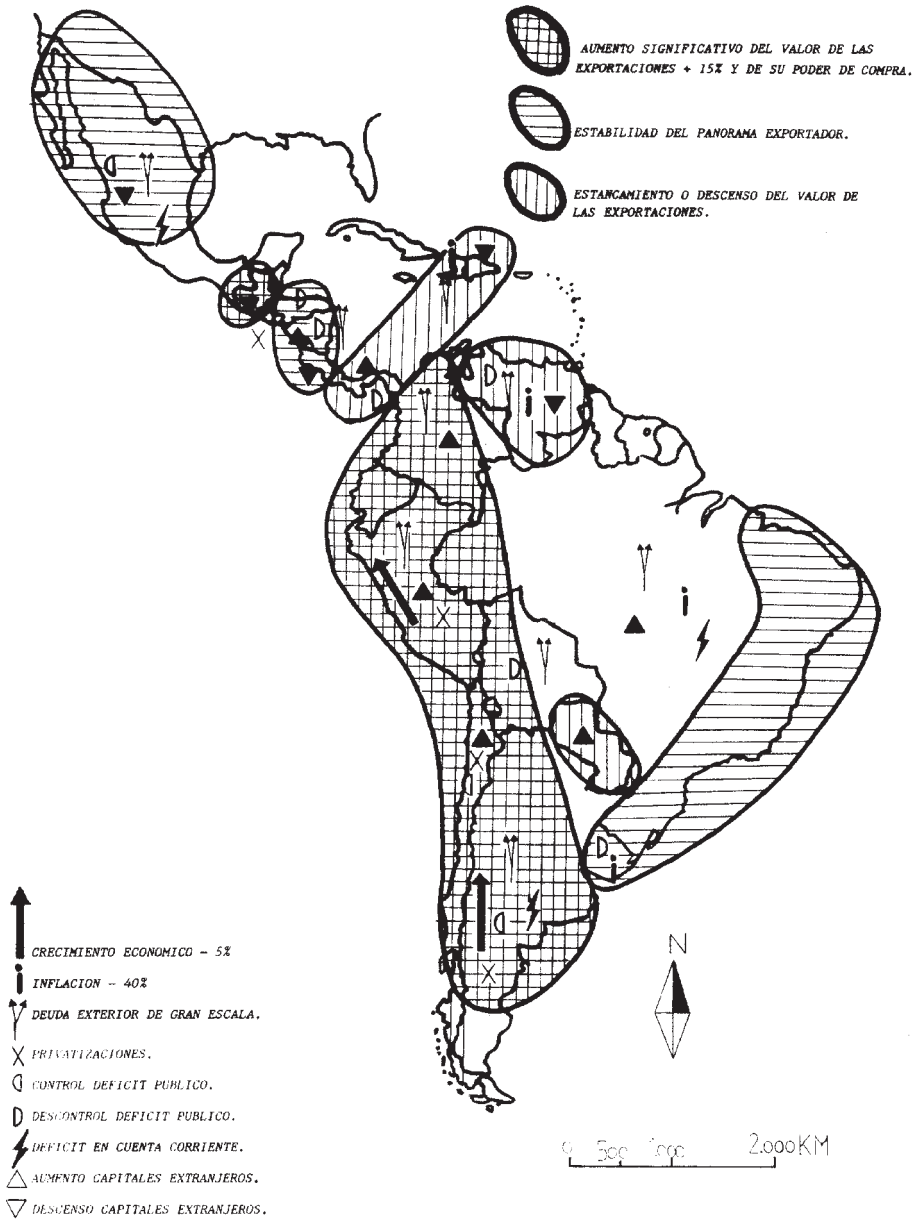 AUMENTO SIGNIFICATIVO DEL VALOR DE LAS
EXPORTACIONES + 15% Y DE SU PODER DE COMPRA.
ESTABILIDAD DEL PANORAMA EXPORTADOR.
ESTANCAMIENTO O DESCENSO DEL VALOR DE
LAS EXPORTACIONES.
CRECIMIENTO ECONOMICO - 5%
INFLACION - 40%
DEUDA EXTERIOR DE GRAN ESCALA.
PRIVATIZACIONES.
CONTROL DEFICIT PUBLICO.
DESCONTROL DEFICIT PUBLICO.
DEFICIT EN CUENTA CORRIENTE.
AUMENTO CAPITALES EXTRANJEROS.
DESCENSO CAPITALES EXTRANJEROS.
N
0 500 2.000KM